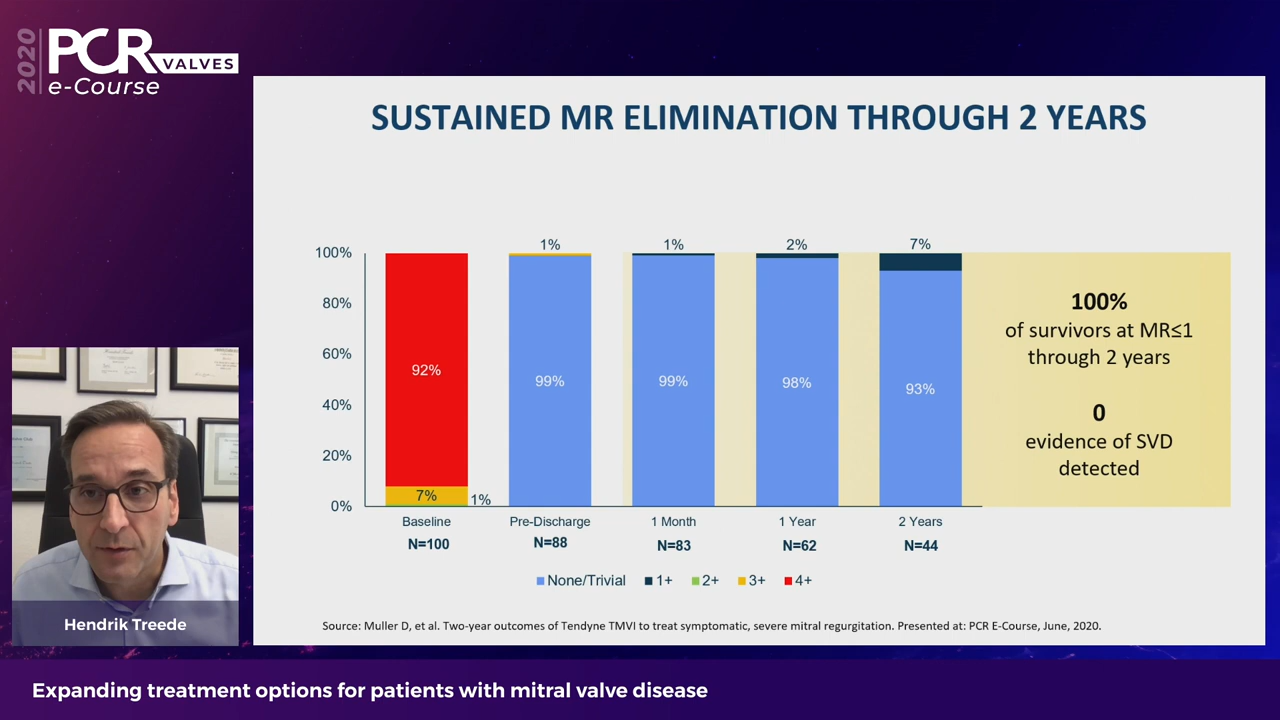 2020
PCR
VALVES
e-Course
SUSTAINED MR ELIMINATION THROUGH 2 YEARS
100%
80%
60%
40%
20%
0%
92%
7%
1%
1%
99%
1%
99%
2%
98%
7%
93%
Baseline
Pre-Discharge
1 Month
1 Year
2 Years
N=100
N=88
N=83
N=62
N=44
None/Trivial
1+
2+
3+
4+
100%
of survivors at MR≤1
through 2 years
0
evidence of SVD
detected
Source: Muller D, et al. Two-year outcomes of Tendyne TMVI to treat symptomatic, severe mitral regurgitation. Presented at: PCR E-Course, June, 2020.
Hendrik Treede
Expanding treatment options for patients with mitral valve disease